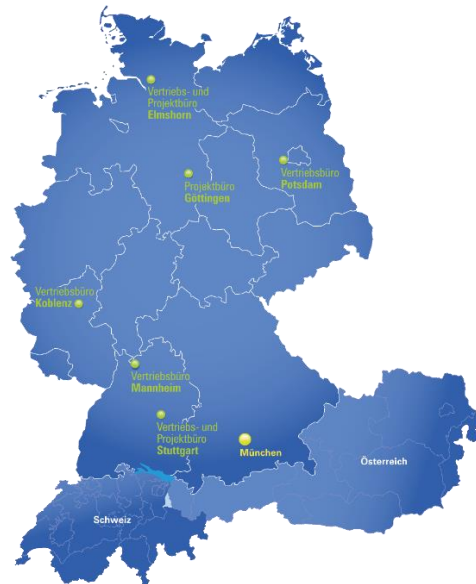 Vertriebs- und
Projektbüro
Elmshorn
Vertriebsbüro
Potsdam
Projektbüro
Göttingen
Vertriebsbüro
Koblenz
Vertriebsbüro
Mannheim
Vertriebs- und
Projektbüro
Stuttgart
München
Österreich
Schweiz